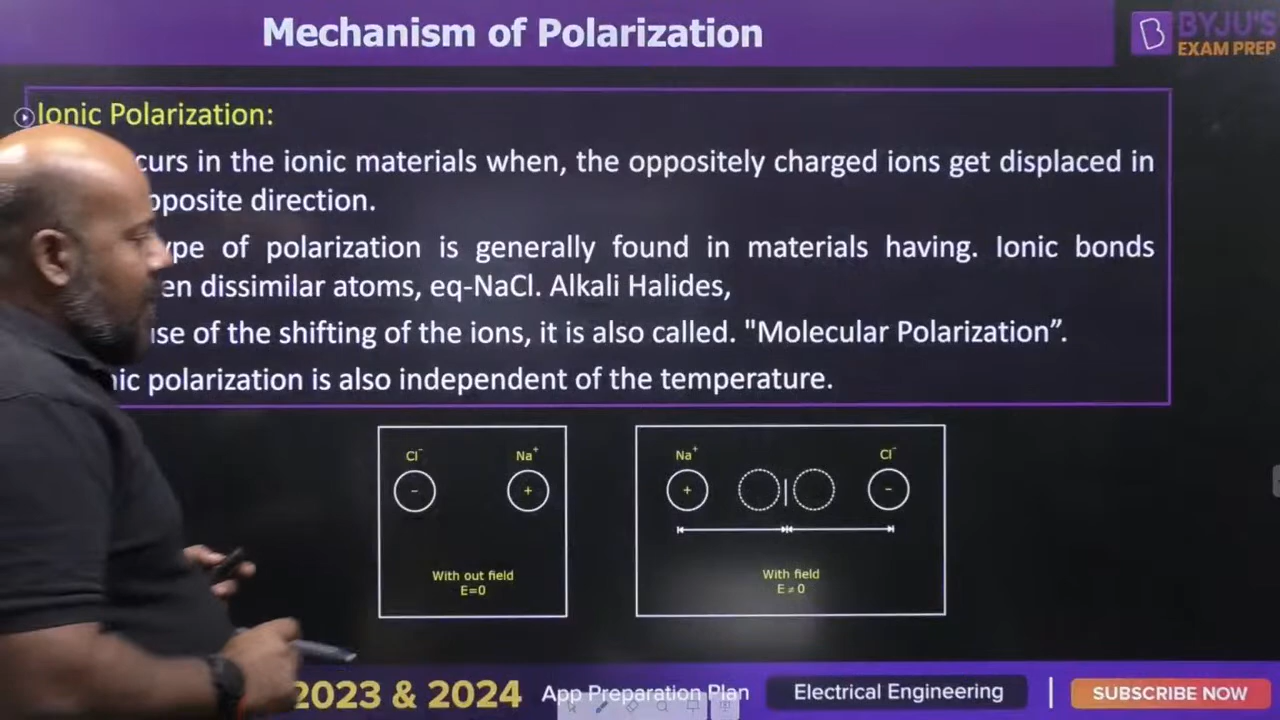 Mechanism of Polarization
BYJU'S
EXAM PREP
Ionic Polarization:
curs in the ionic materials when, the oppositely charged ions get displaced in
pposite direction.
ype of polarization is generally found in materials having. Ionic bonds
en dissimilar atoms, eq-NaCl. Alkali Halides,
use of the shifting of the ions, it is also called. "Molecular Polarization”.
nic polarization is also independent of the temperature.
Cl⁻ Na⁺
− +
With out field
E=0
Na⁺ Cl⁻
+ −
With field
E ≠ 0
2023 & 2024 App Preparation Plan Electrical Engineering SUBSCRIBE NOW